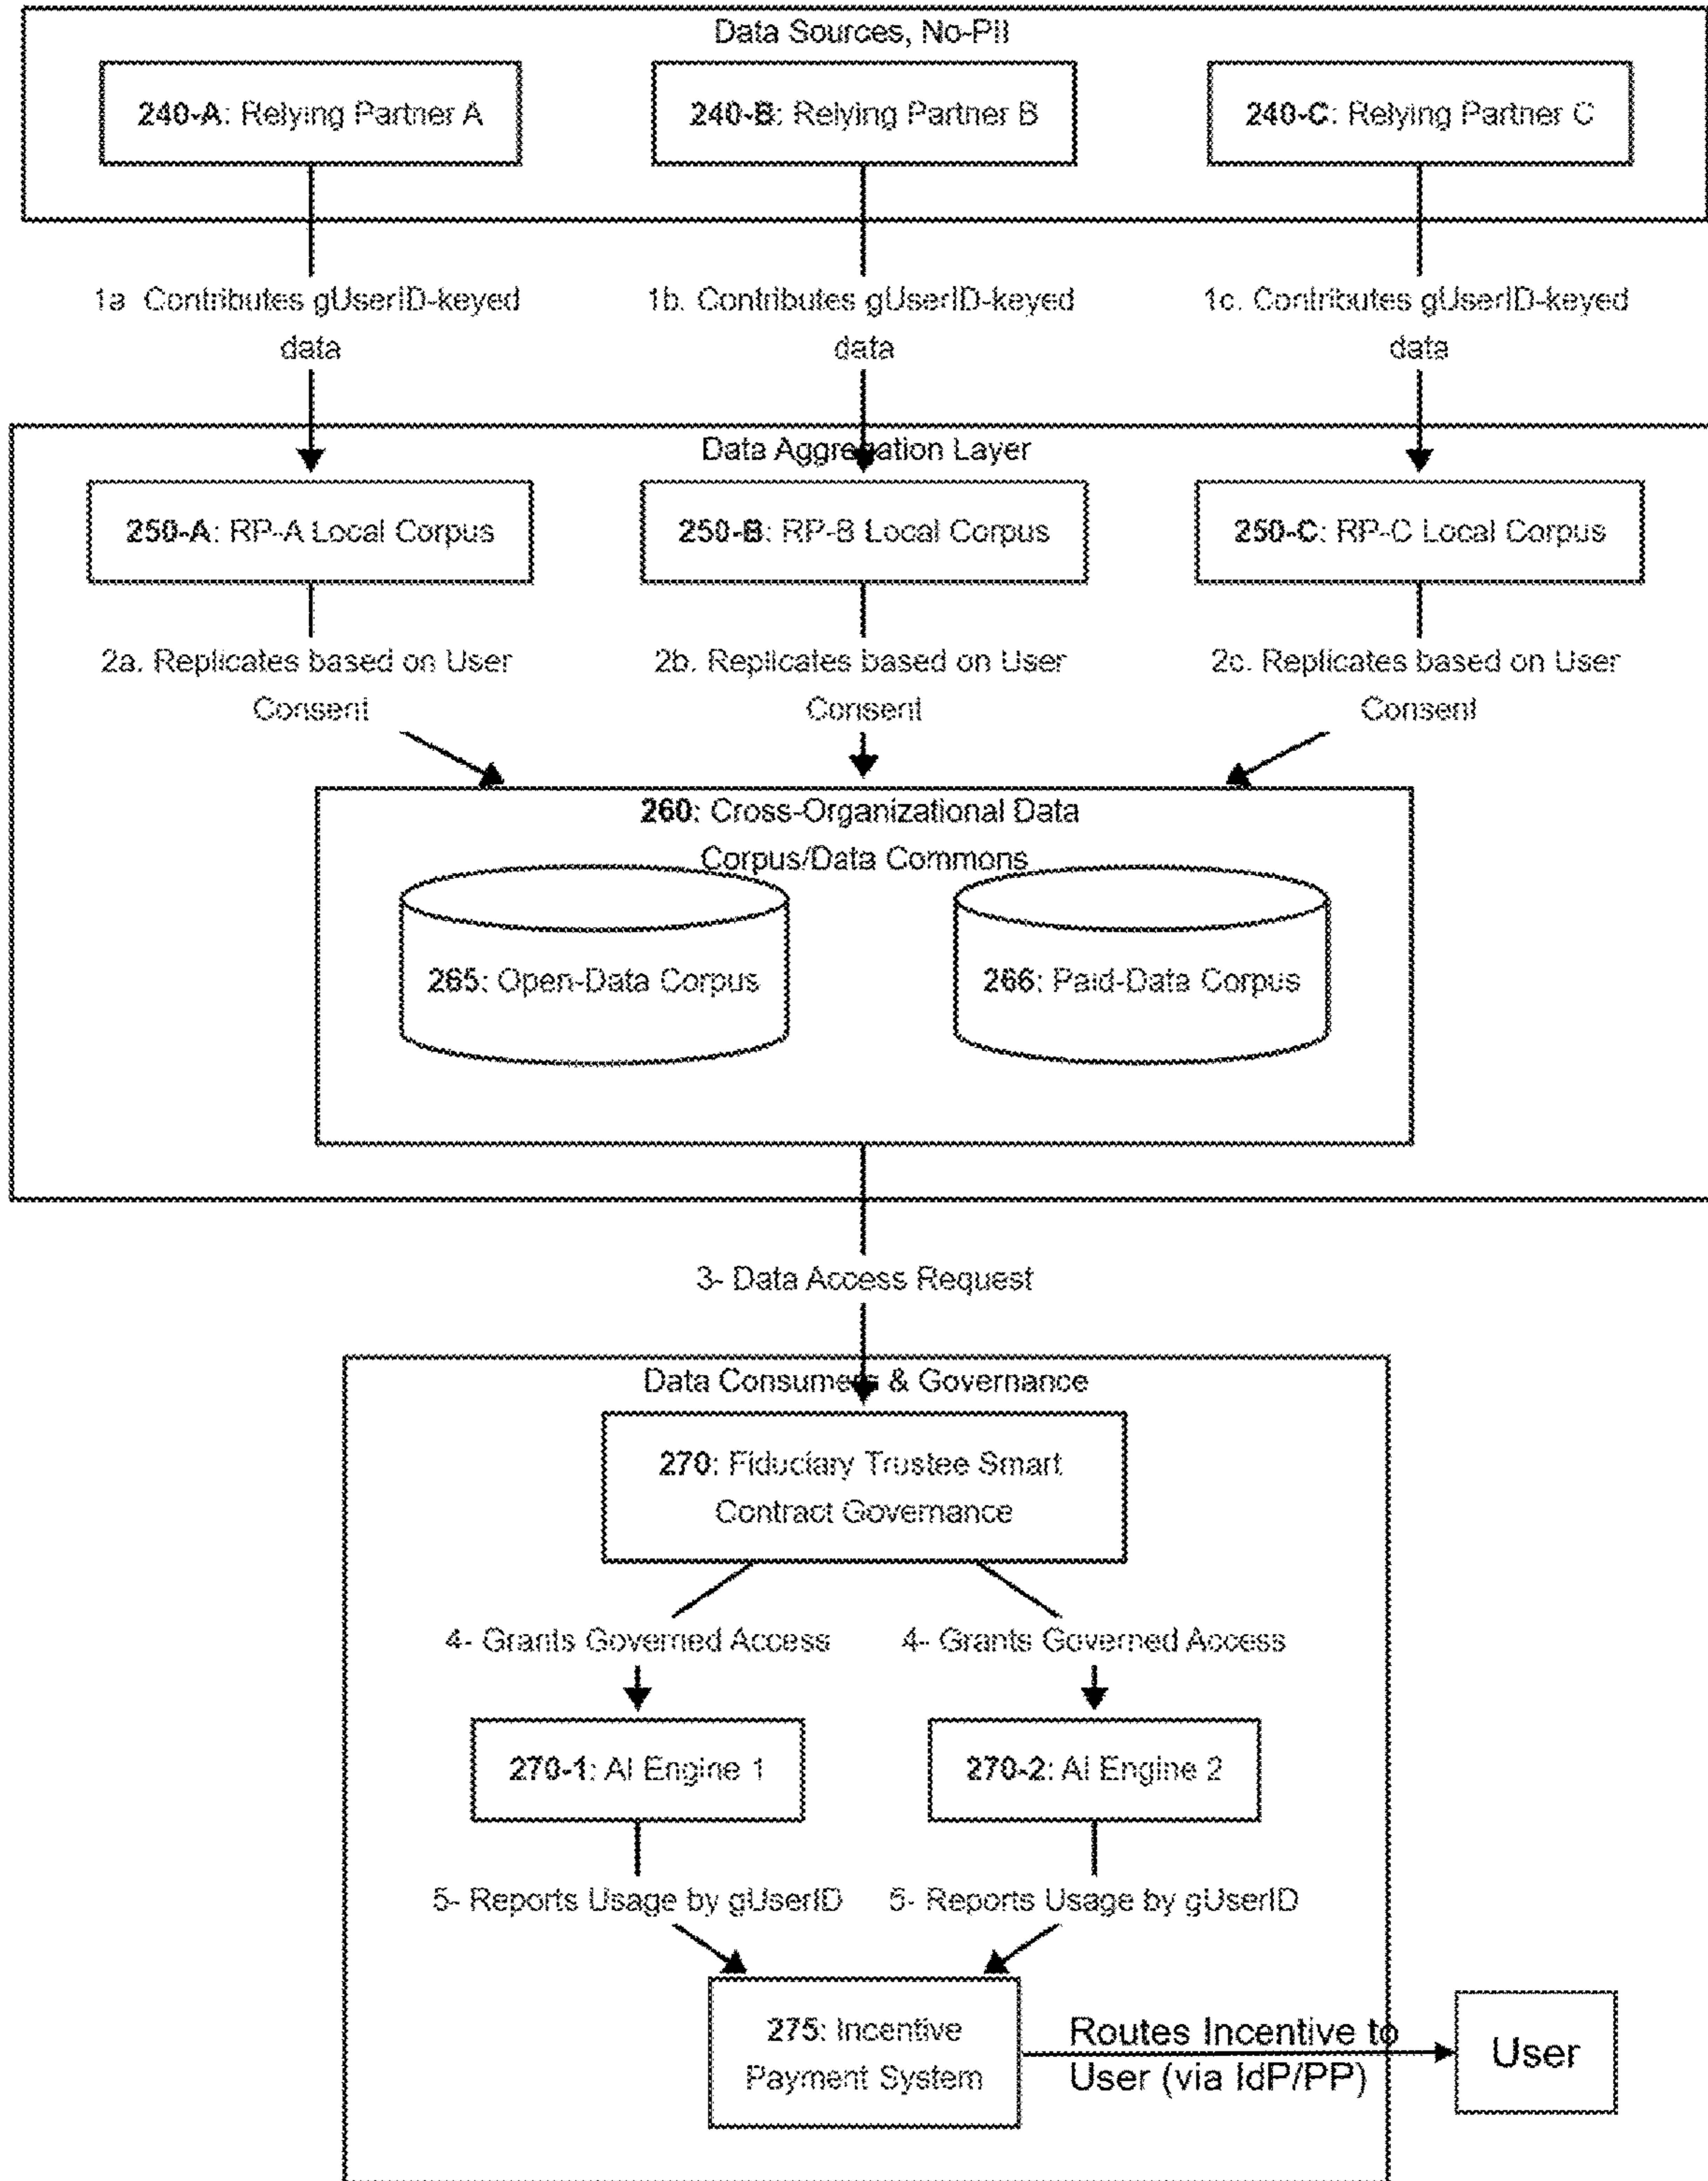 Data Sources, No-PII
240-A: Relying Partner A
240-B: Relying Partner B
240-C: Relying Partner C
1a. Contributes gUserID-keyed
data
1b. Contributes gUserID-keyed
data
1c. Contributes gUserID-keyed
data
Data Aggregation Layer
250-A: RP-A Local Corpus
250-B: RP-B Local Corpus
250-C: RP-C Local Corpus
2a. Replicates based on User
Consent
2b. Replicates based on User
Consent
2c. Replicates based on User
Consent
260: Cross-Organizational Data
Corpus/Data Commons
265: Open-Data Corpus
266: Paid-Data Corpus
3- Data Access Request
Data Consumers & Governance
270: Fiduciary Trustee Smart
Contract Governance
4- Grants Governed Access
4- Grants Governed Access
270-1: AI Engine 1
270-2: AI Engine 2
5- Reports Usage by gUserID
5- Reports Usage by gUserID
275: Incentive
Payment System
Routes Incentive to
User (via IdP/PP)
User